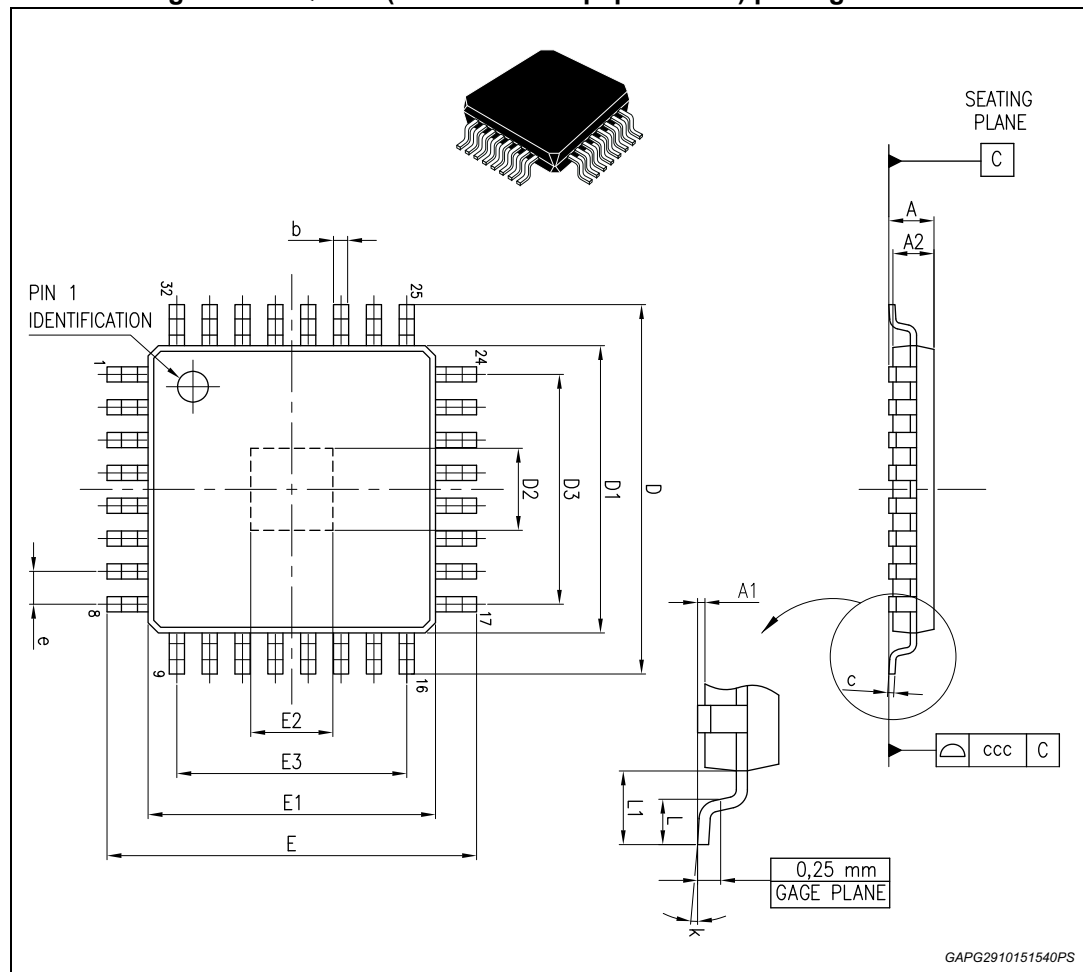 SEATING
PLANE
C
A
A2
b
32
25
PIN 1
IDENTIFICATION
1
24
D2
D3
D1
D
8
17
e
9
16
E2
E3
E1
E
A1
c
ccc C
L1
L
0,25 mm
GAGE PLANE
k
GAPG2910151540PS